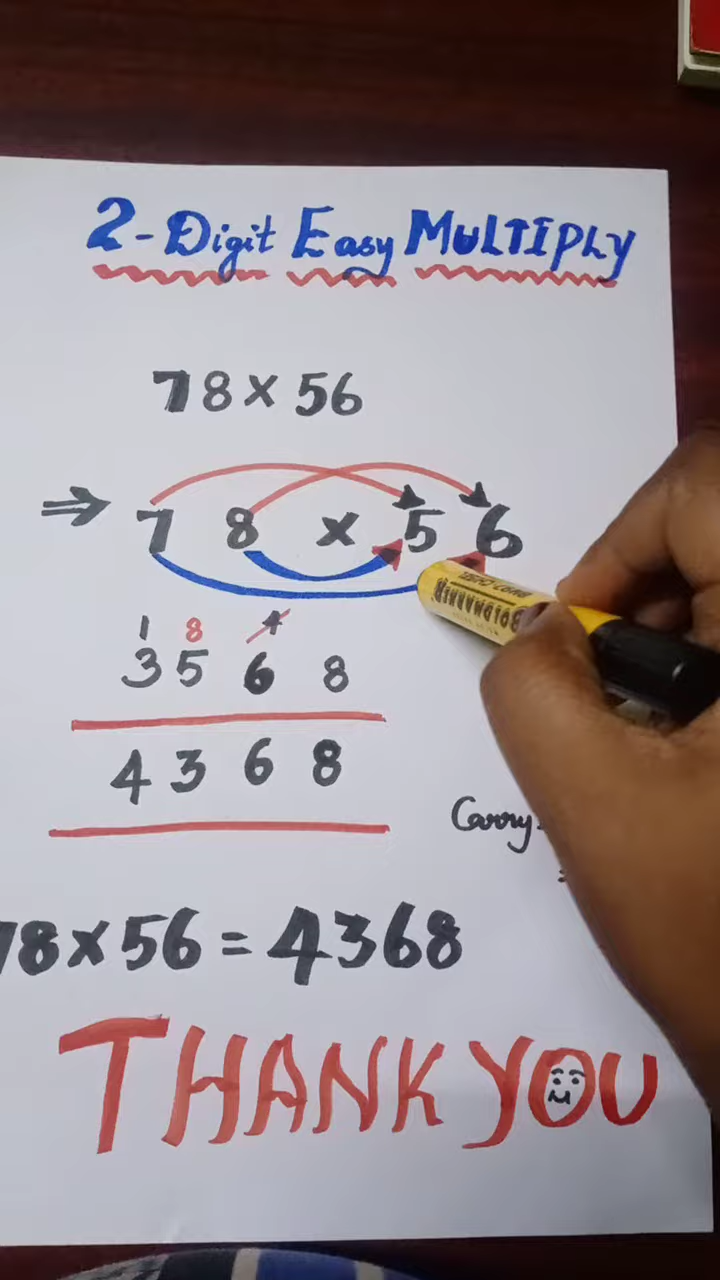 2-Digit Easy MULTIPLY
78 x 56
⇒ 7 8 x 5 6
1 8 4
3 5 6 8
4 3 6 8
Carry
78 x 56 = 4368
THANK YOU